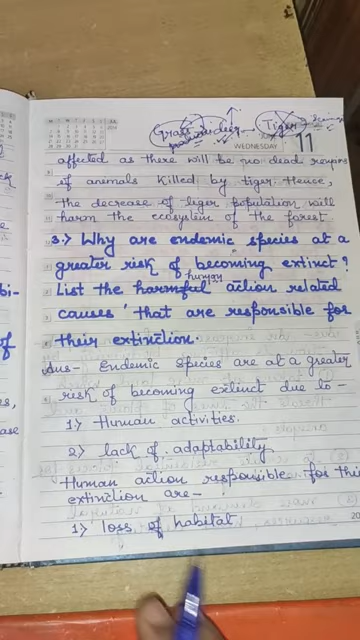 Grass
deer
Tiger
WEDNESDAY 11
affected as there will be no dead remains
of animals killed by tiger. Hence,
the decrease of tiger population will
harm the ecosystem of the forest
3.) Why are endemic species at a
greater risk of becoming extinct?
List the harmful human action related
causes that are responsible for
their extinction.
Ans- Endemic species are at a greater
risk of becoming extinct due to-
1) Human activities.
2) lack of adaptability
Human action responsible for this
extinction are-
1) loss of habitat